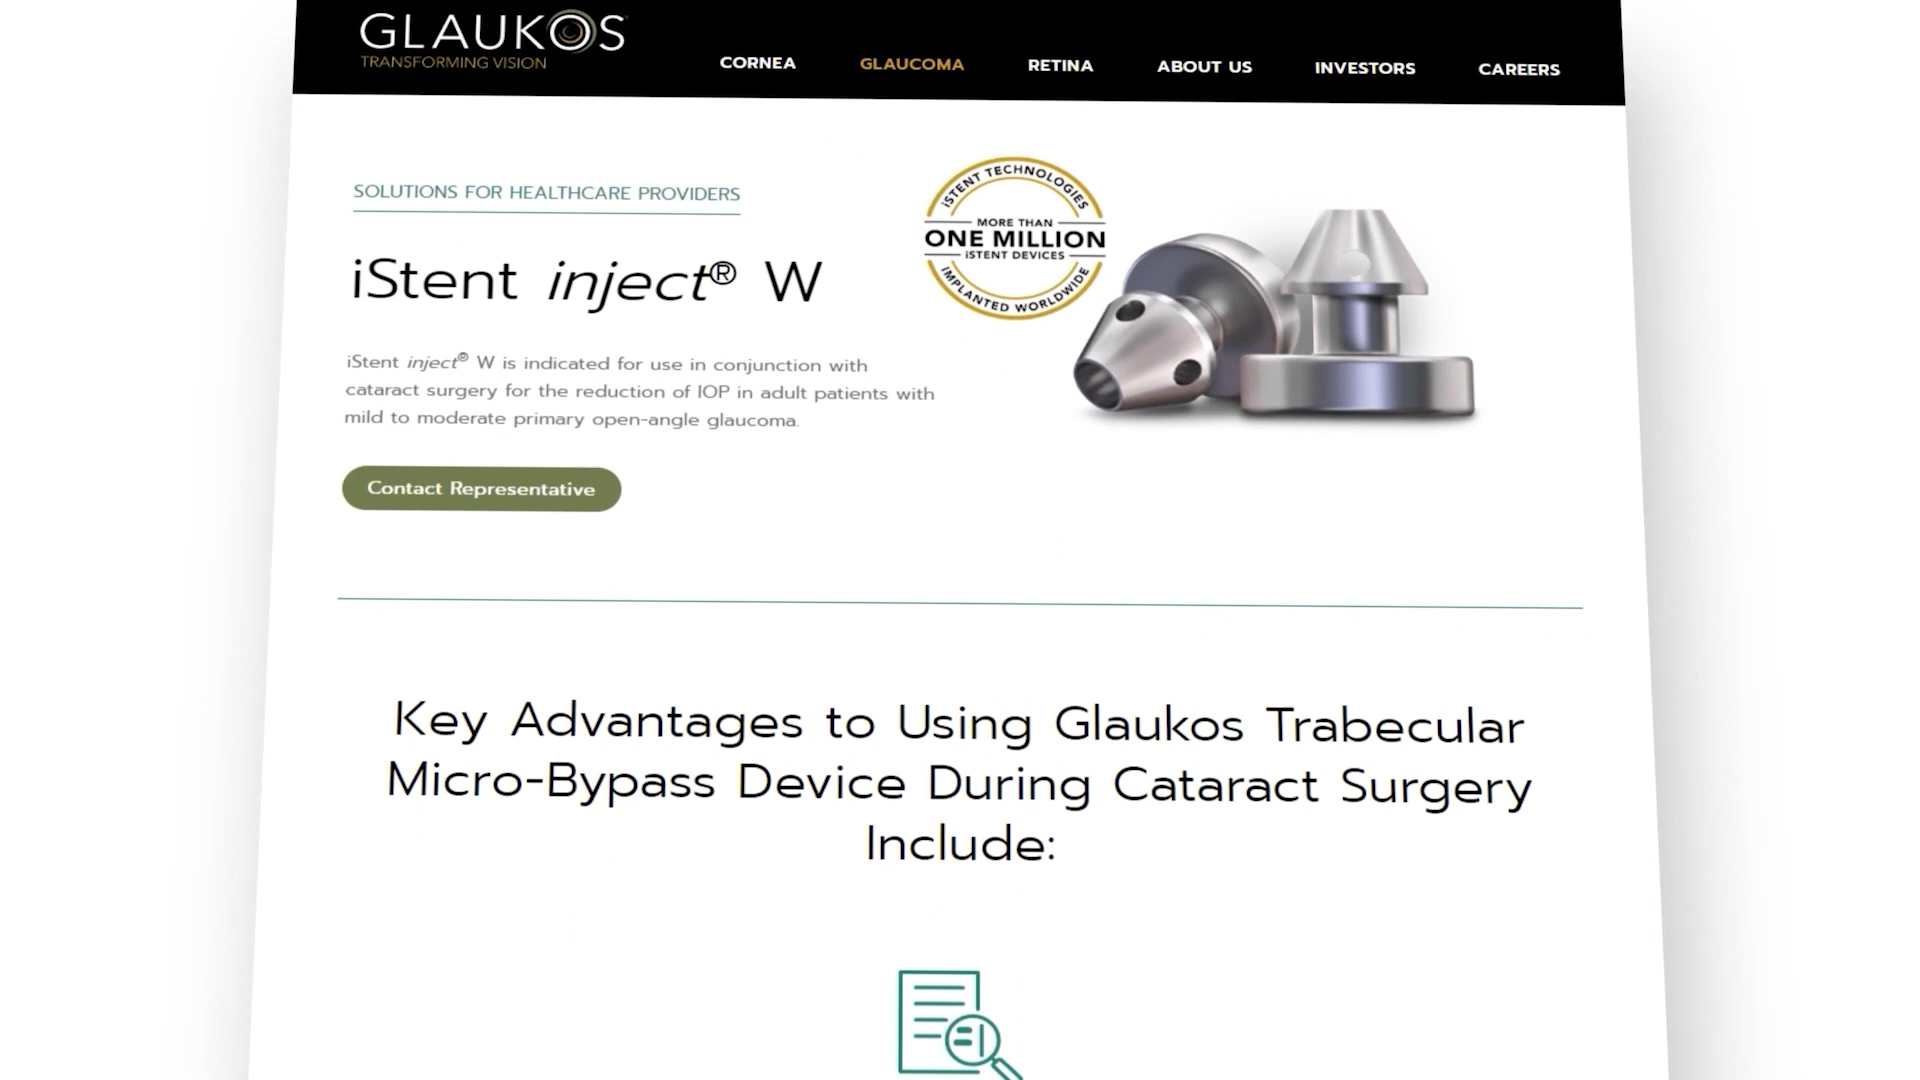 GLAUKOS
TRANSFORMING VISION
CORNEA
GLAUCOMA
RETINA
ABOUT US
INVESTORS
CAREERS
SOLUTIONS FOR HEALTHCARE PROVIDERS
iStent inject® W
iStent inject® W is indicated for use in conjunction with
cataract surgery for the reduction of IOP in adult patients with
mild to moderate primary open-angle glaucoma.
Contact Representative
iSTENT TECHNOLOGIES
MORE THAN
ONE MILLION
iSTENT DEVICES
IMPLANTED WORLDWIDE
Key Advantages to Using Glaukos Trabecular
Micro-Bypass Device During Cataract Surgery
Include: